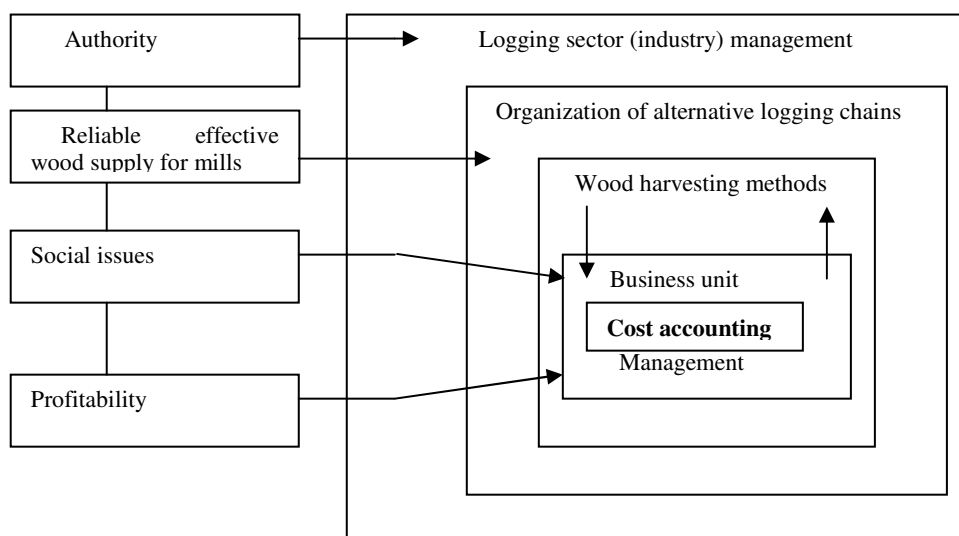 Authority
Logging sector (industry) management
Organization of alternative logging chains
Reliable effective
wood supply for mills
Wood harvesting methods
Social issues
Business unit
Cost accounting
Management
Profitability